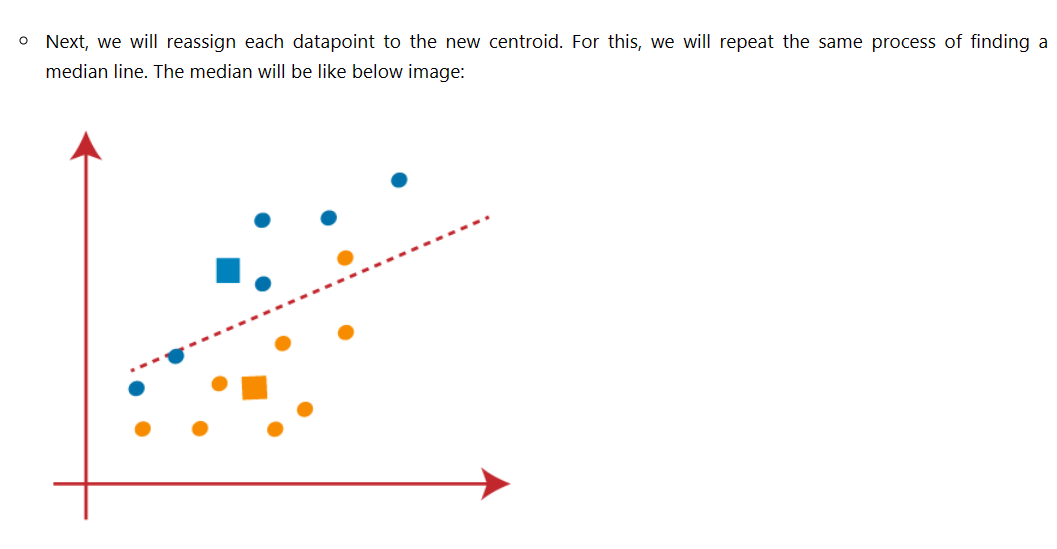 Next, we will reassign each datapoint to the new centroid. For this, we will repeat the same process of finding a
median line. The median will be like below image: